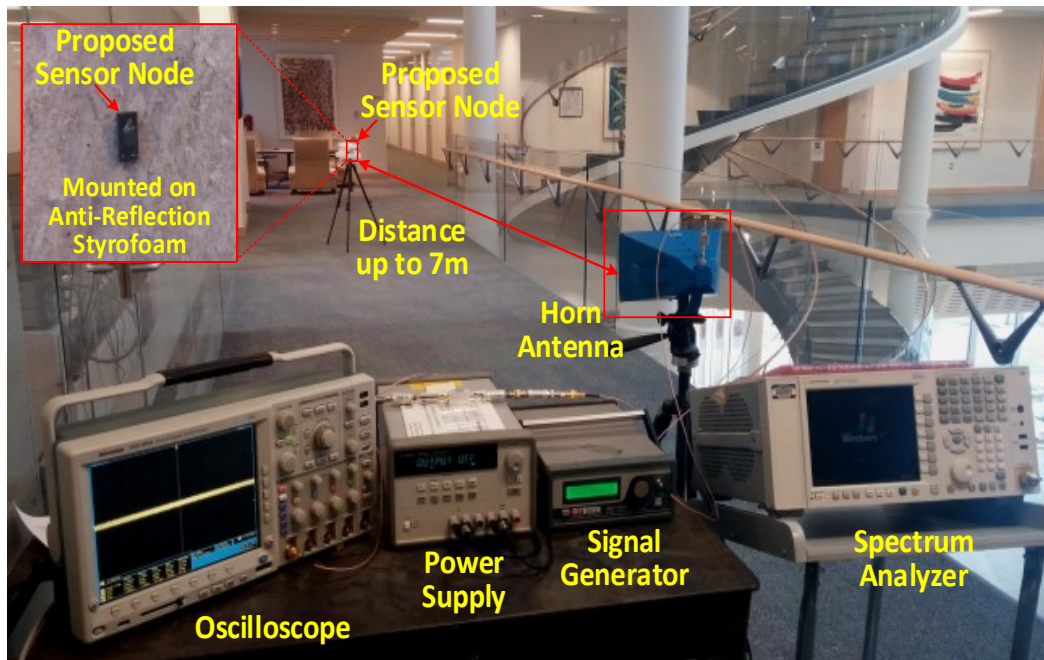 Proposed
Sensor Node
Mounted on
Anti-Reflection
Styrofoam
Proposed
Sensor Node
Distance
up to 7m
Horn
Antenna
OUTPUT OFF
Windows
Oscilloscope
Power
Supply
Signal
Generator
Spectrum
Analyzer